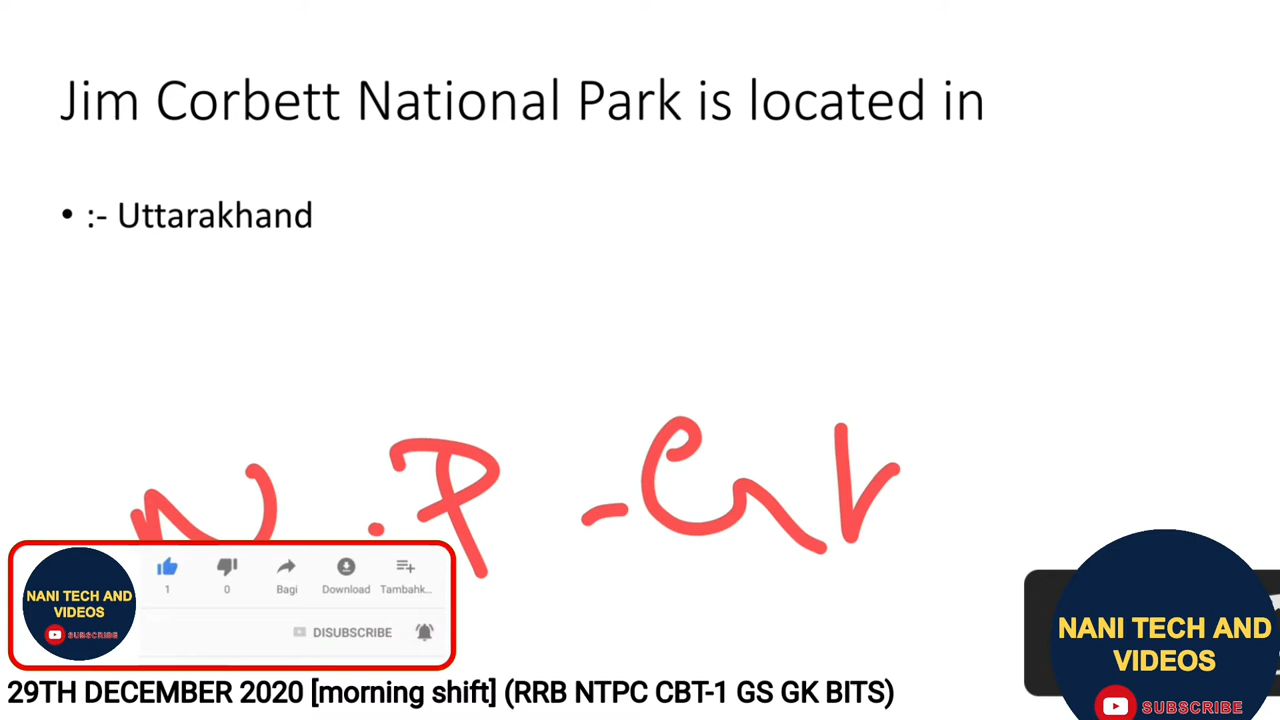 Jim Corbett National Park is located in
• :- Uttarakhand
N.P -
NANI TECH AND
VIDEOS
SUBSCRIBE
1
0
Bagi
Download
Tambahk...
DISUBSCRIBE
NANI TECH AND
VIDEOS
SUBSCRIBE
29TH DECEMBER 2020 [morning shift] (RRB NTPC CBT-1 GS GK BITS)